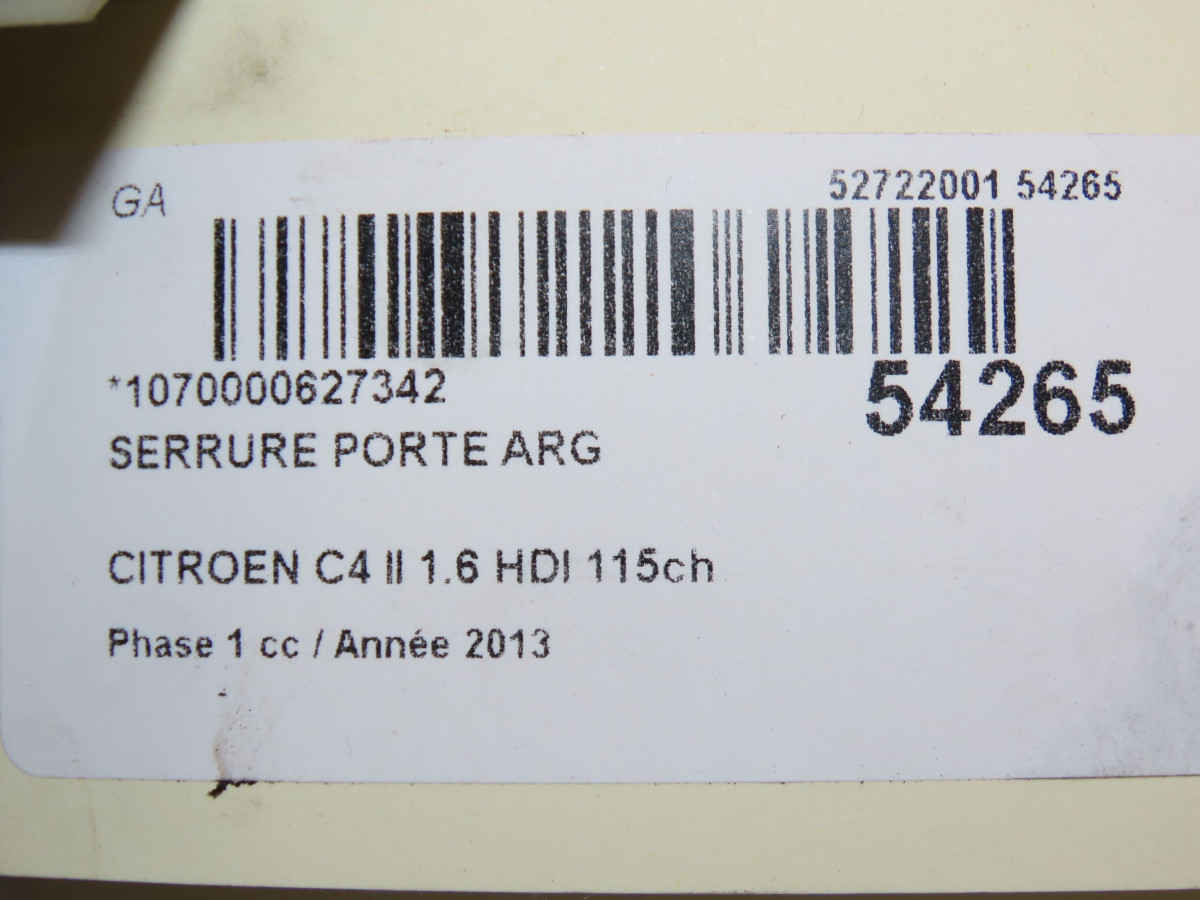 GA
52722001 54265
*1070000627342
54265
SERRURE PORTE ARG
CITROEN C4 II 1.6 HDI 115ch
Phase 1 cc / Année 2013